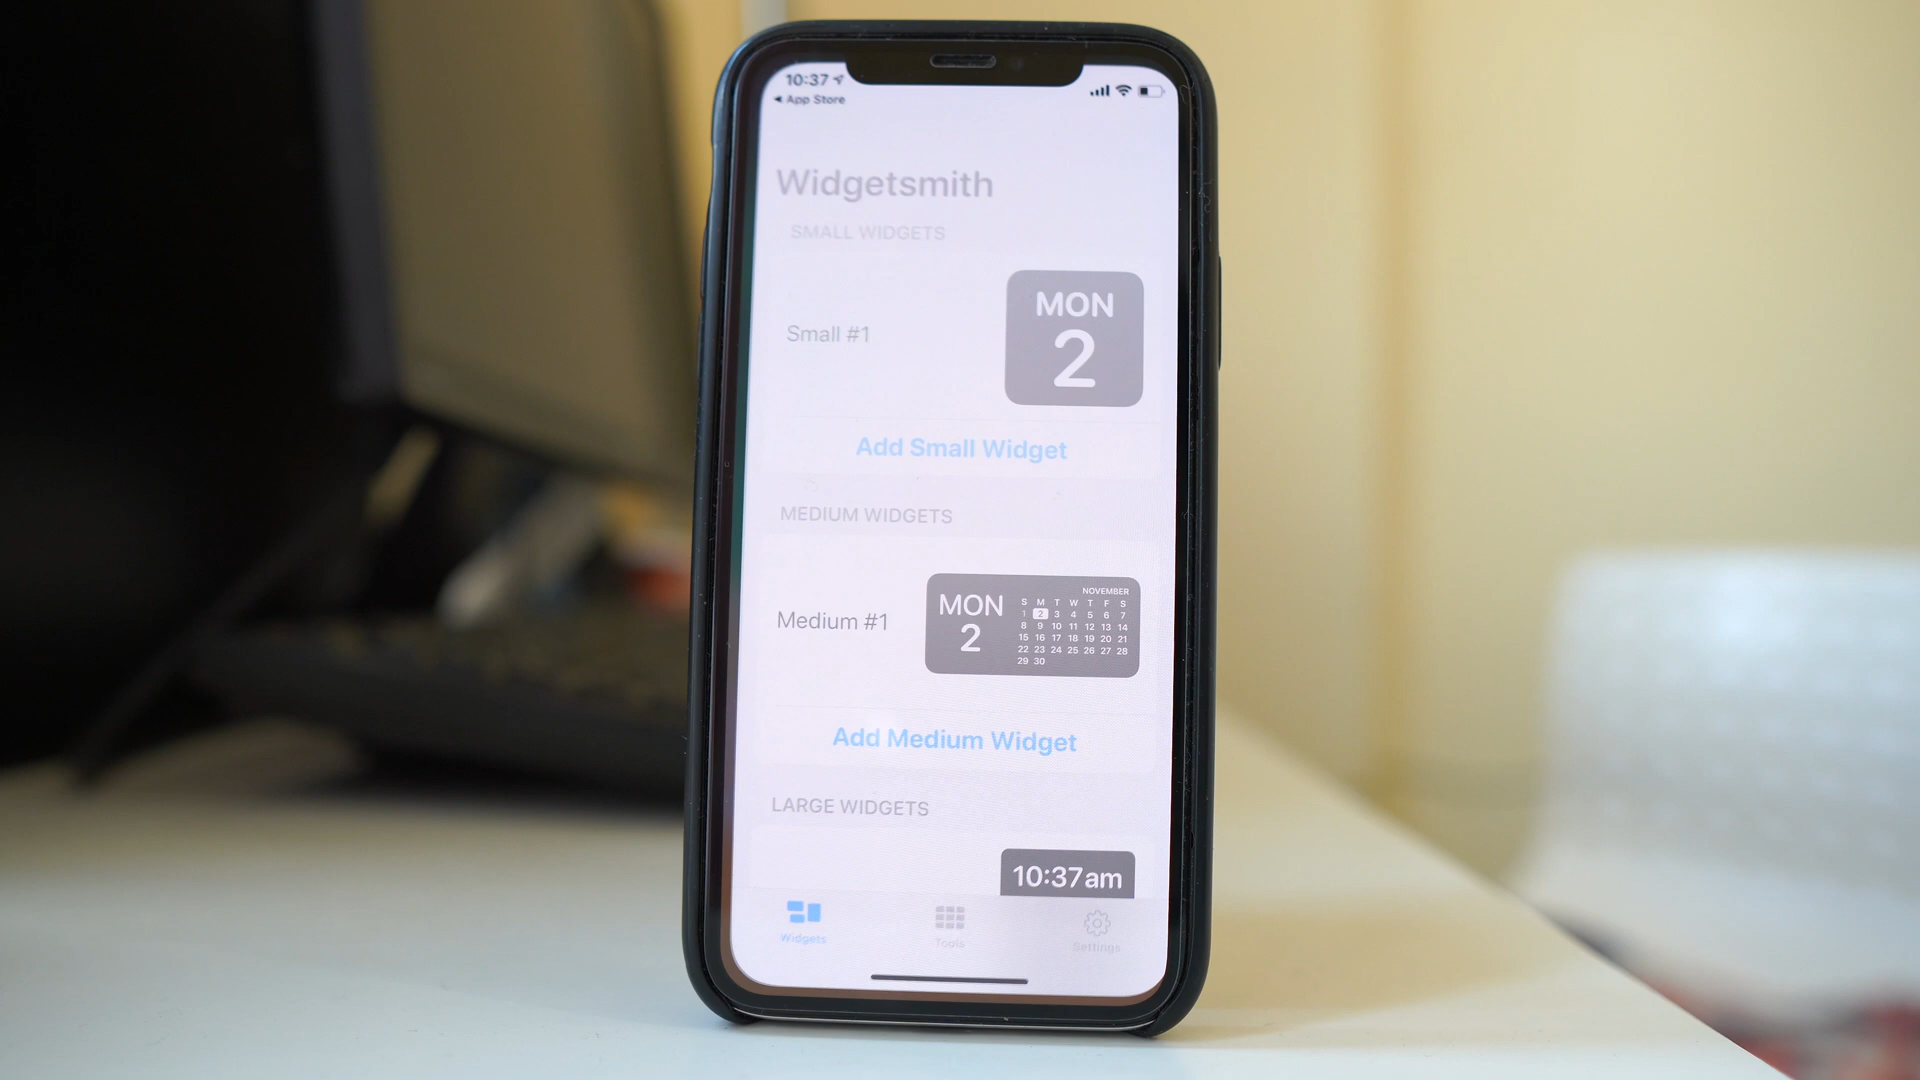 10:37
◀ App Store
Widgetsmith
SMALL WIDGETS
Small #1
MON
2
Add Small Widget
MEDIUM WIDGETS
Medium #1
MON
2
NOVEMBER
S M T W T F S
1 2 3 4 5 6 7
8 9 10 11 12 13 14
15 16 17 18 19 20 21
22 23 24 25 26 27 28
29 30
Add Medium Widget
LARGE WIDGETS
10:37am
Widgets
Tools
Settings